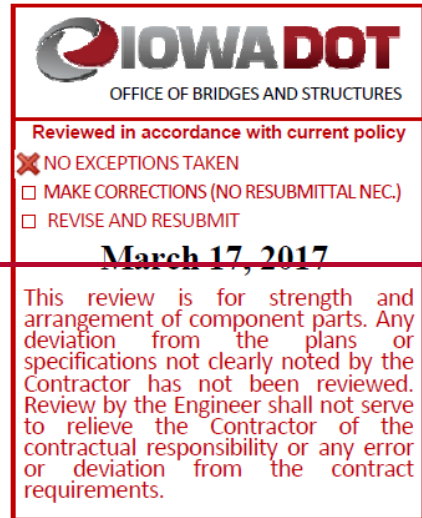 IOWADOT
OFFICE OF BRIDGES AND STRUCTURES
Reviewed in accordance with current policy
NO EXCEPTIONS TAKEN
MAKE CORRECTIONS (NO RESUBMITTAL NEC.)
REVISE AND RESUBMIT
March 17, 2017
This review is for strength and
arrangement of component parts. Any
deviation from the plans or
specifications not clearly noted by the
Contractor has not been reviewed.
Review by the Engineer shall not serve
to relieve the Contractor of the
contractual responsibility or any error
or deviation from the contract
requirements.